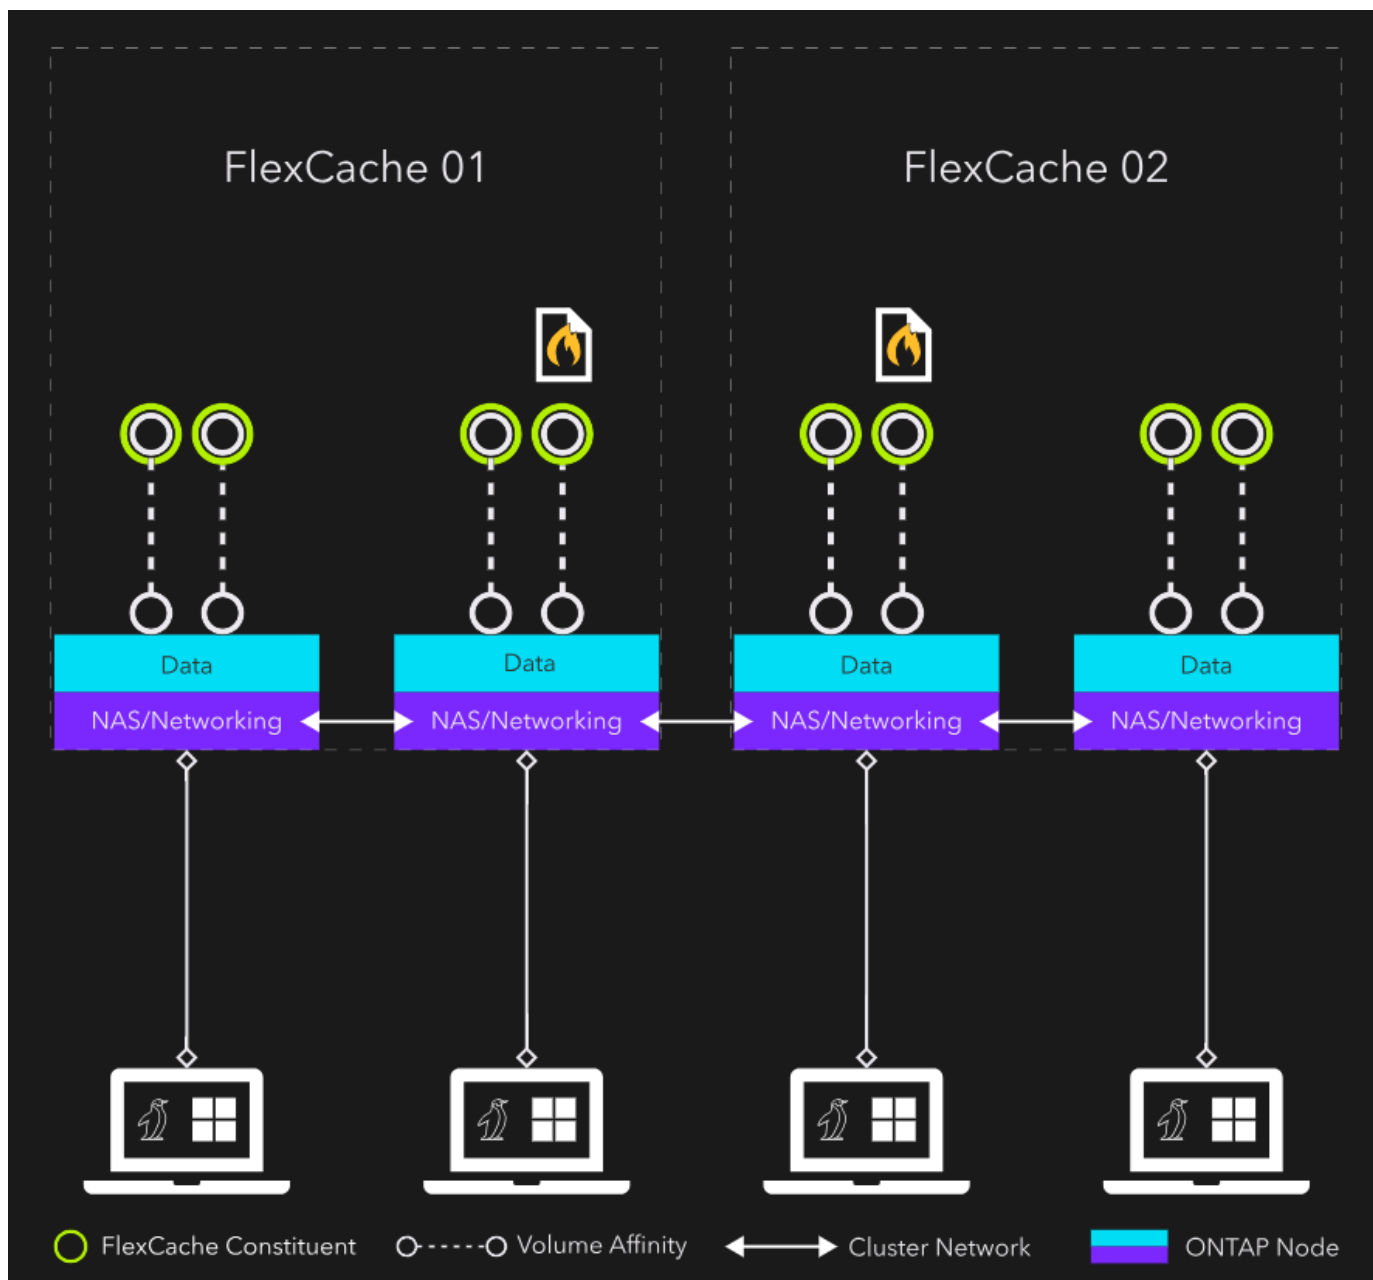 FlexCache 01
FlexCache 02
Data
Data
Data
Data
NAS/Networking
NAS/Networking
NAS/Networking
NAS/Networking
FlexCache Constituent
Volume Affinity
Cluster Network
ONTAP Node